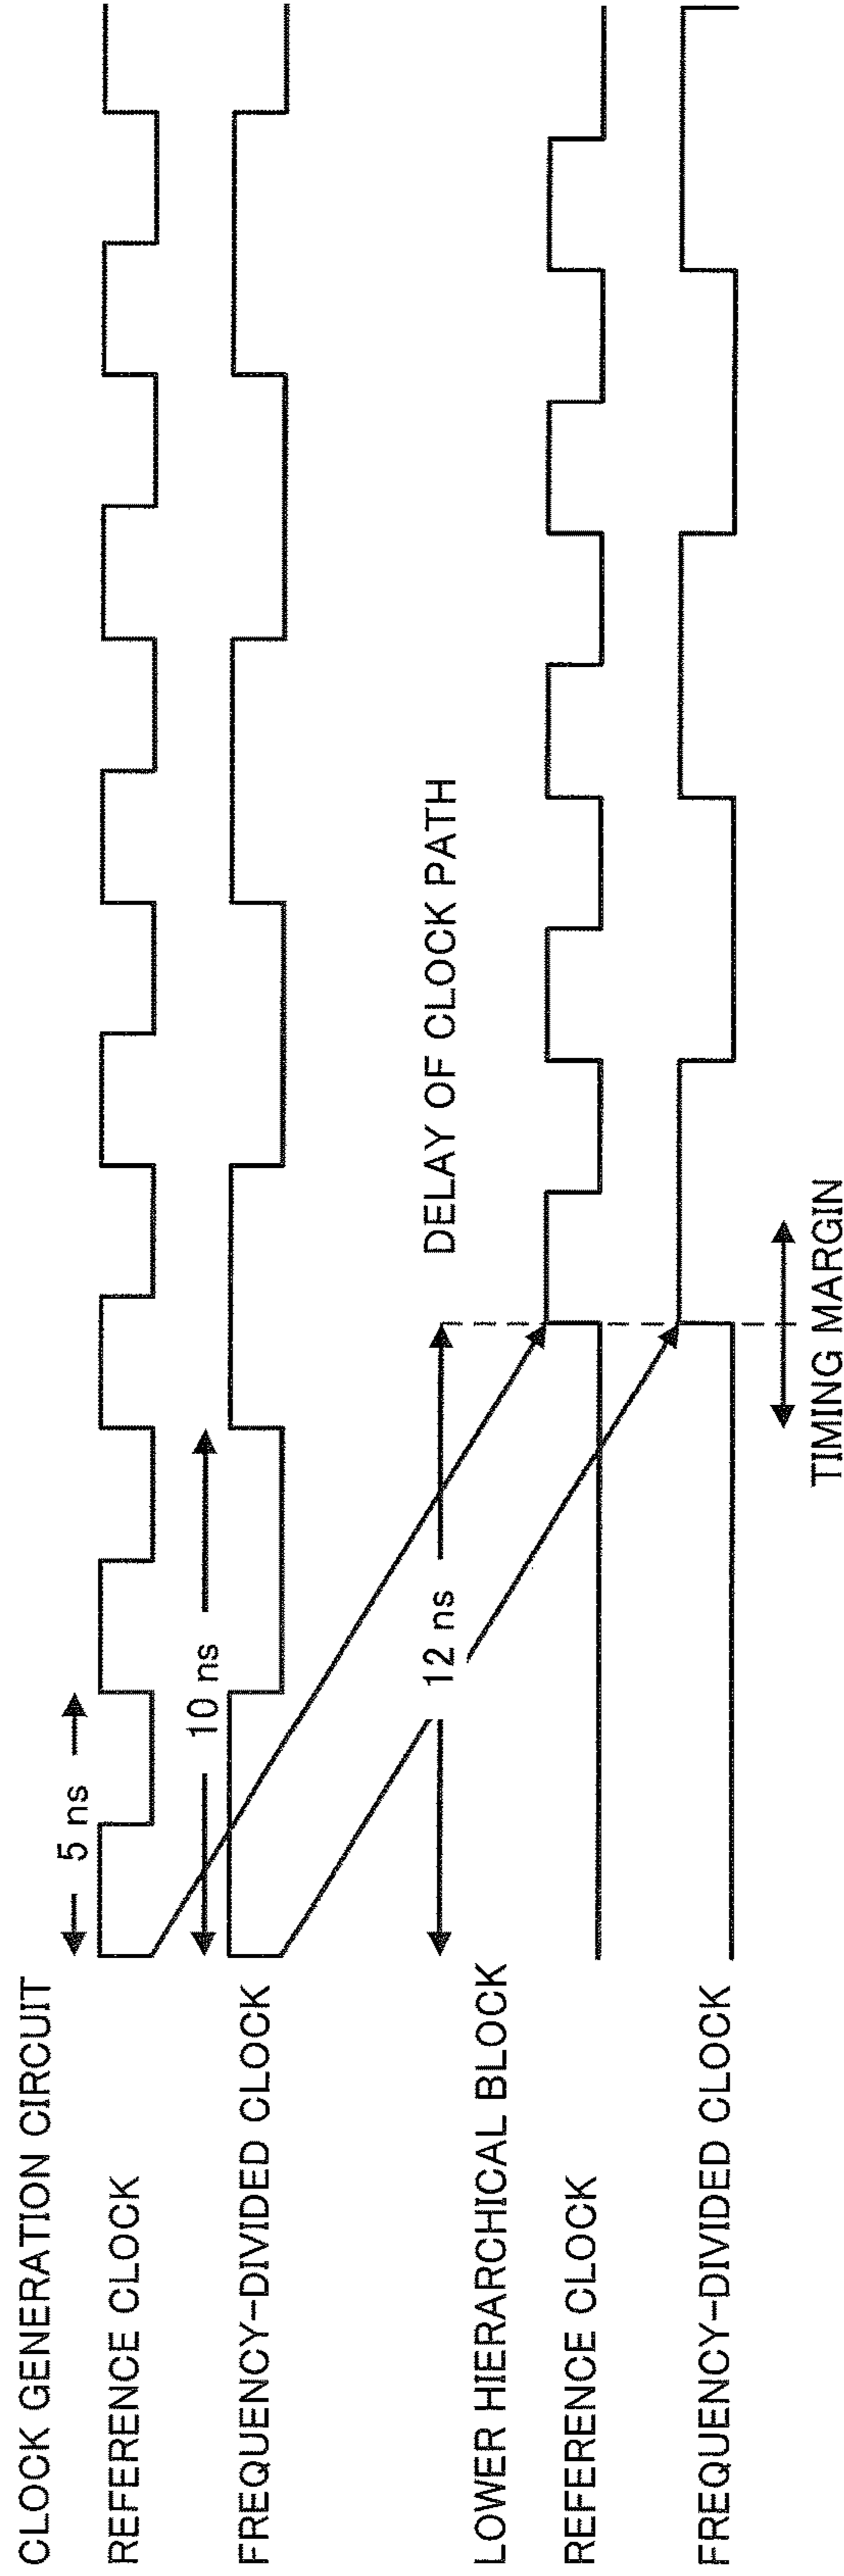 CLOCK GENERATION CIRCUIT
5 ns
REFERENCE CLOCK
10 ns
FREQUENCY-DIVIDED CLOCK
12 ns
DELAY OF CLOCK PATH
LOWER HIERARCHICAL BLOCK
REFERENCE CLOCK
FREQUENCY-DIVIDED CLOCK
TIMING MARGIN